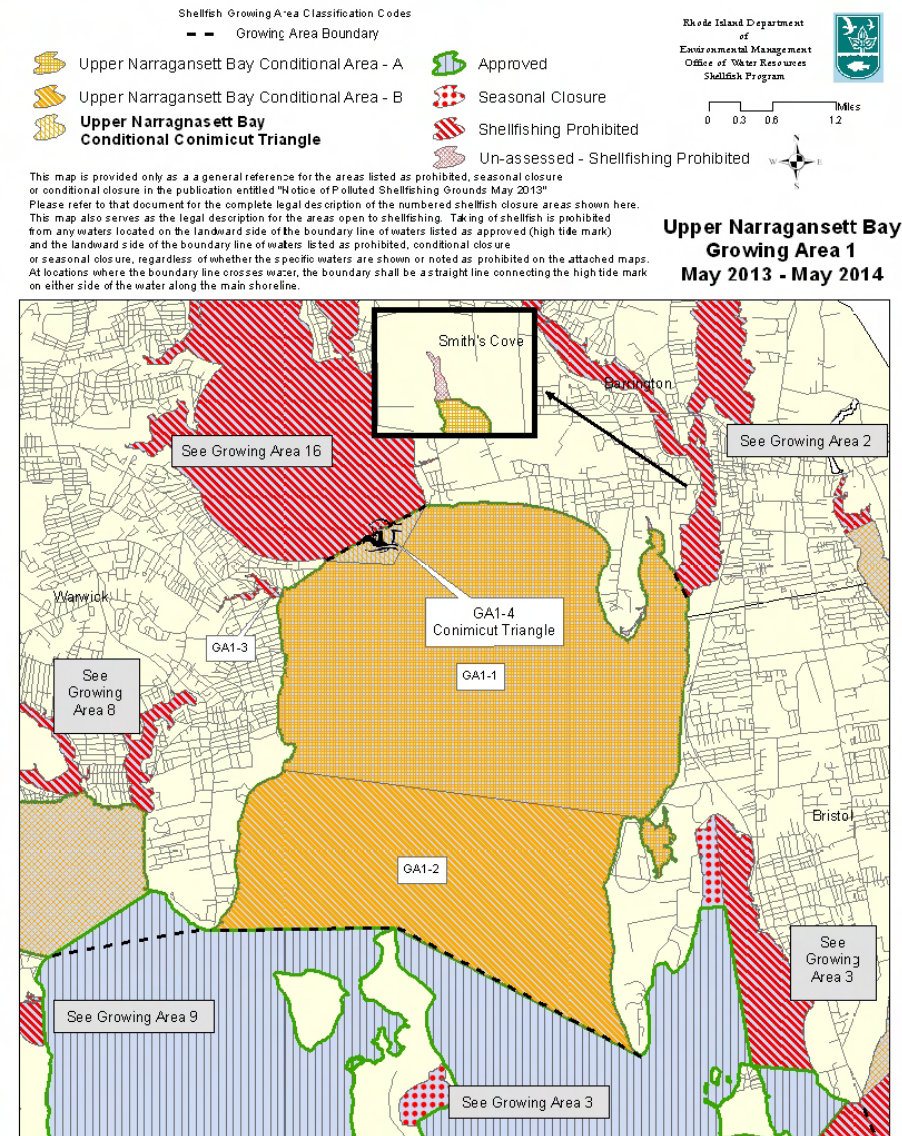 Shellfish Growing Area Classification Codes
Growing Area Boundary
Upper Narragansett Bay Conditional Area - A
Upper Narragansett Bay Conditional Area - B
Upper Narragnasett Bay
Conditional Conimicut Triangle
Approved
Seasonal Closure
Shellfishing Prohibited
Un-assessed - Shellfishing Prohibited
Rhode Island Department
of
Environmental Management
Office of Water Resources
Shellfish Program
Miles
0 0.3 0.6 1.2
N
W E
S
This map is provided only as a a general reference for the areas listed as prohibited, seasonal closure
or conditional closure in the publication entitled "Notice of Polluted Shellfishing Grounds May 2013"
Please refer to that document for the complete legal description of the numbered shellfish closure areas shown here.
This map also serves as the legal description for the areas open to shellfishing. Taking of shellfish is prohibited
from any waters located on the landward side of the boundary line of waters listed as approved (high tide mark)
and the landward side of the boundary line of waters listed as prohibited, conditional closure
or seasonal closure, regardless of whether the specific waters are shown or noted as prohibited on the attached maps.
At locations where the boundary line crosses water, the boundary shall be a straight line connecting the high tide mark
on either side of the water along the main shoreline.
Upper Narragansett Bay
Growing Area 1
May 2013 - May 2014
Smith's Cove
Barrington
See Growing Area 16
See Growing Area 2
Warwick
GA1-3
GA1-4
Conimicut Triangle
GA1-1
See
Growing
Area 8
Bristol
GA1-2
See
Growing
Area 3
See Growing Area 9
See Growing Area 3